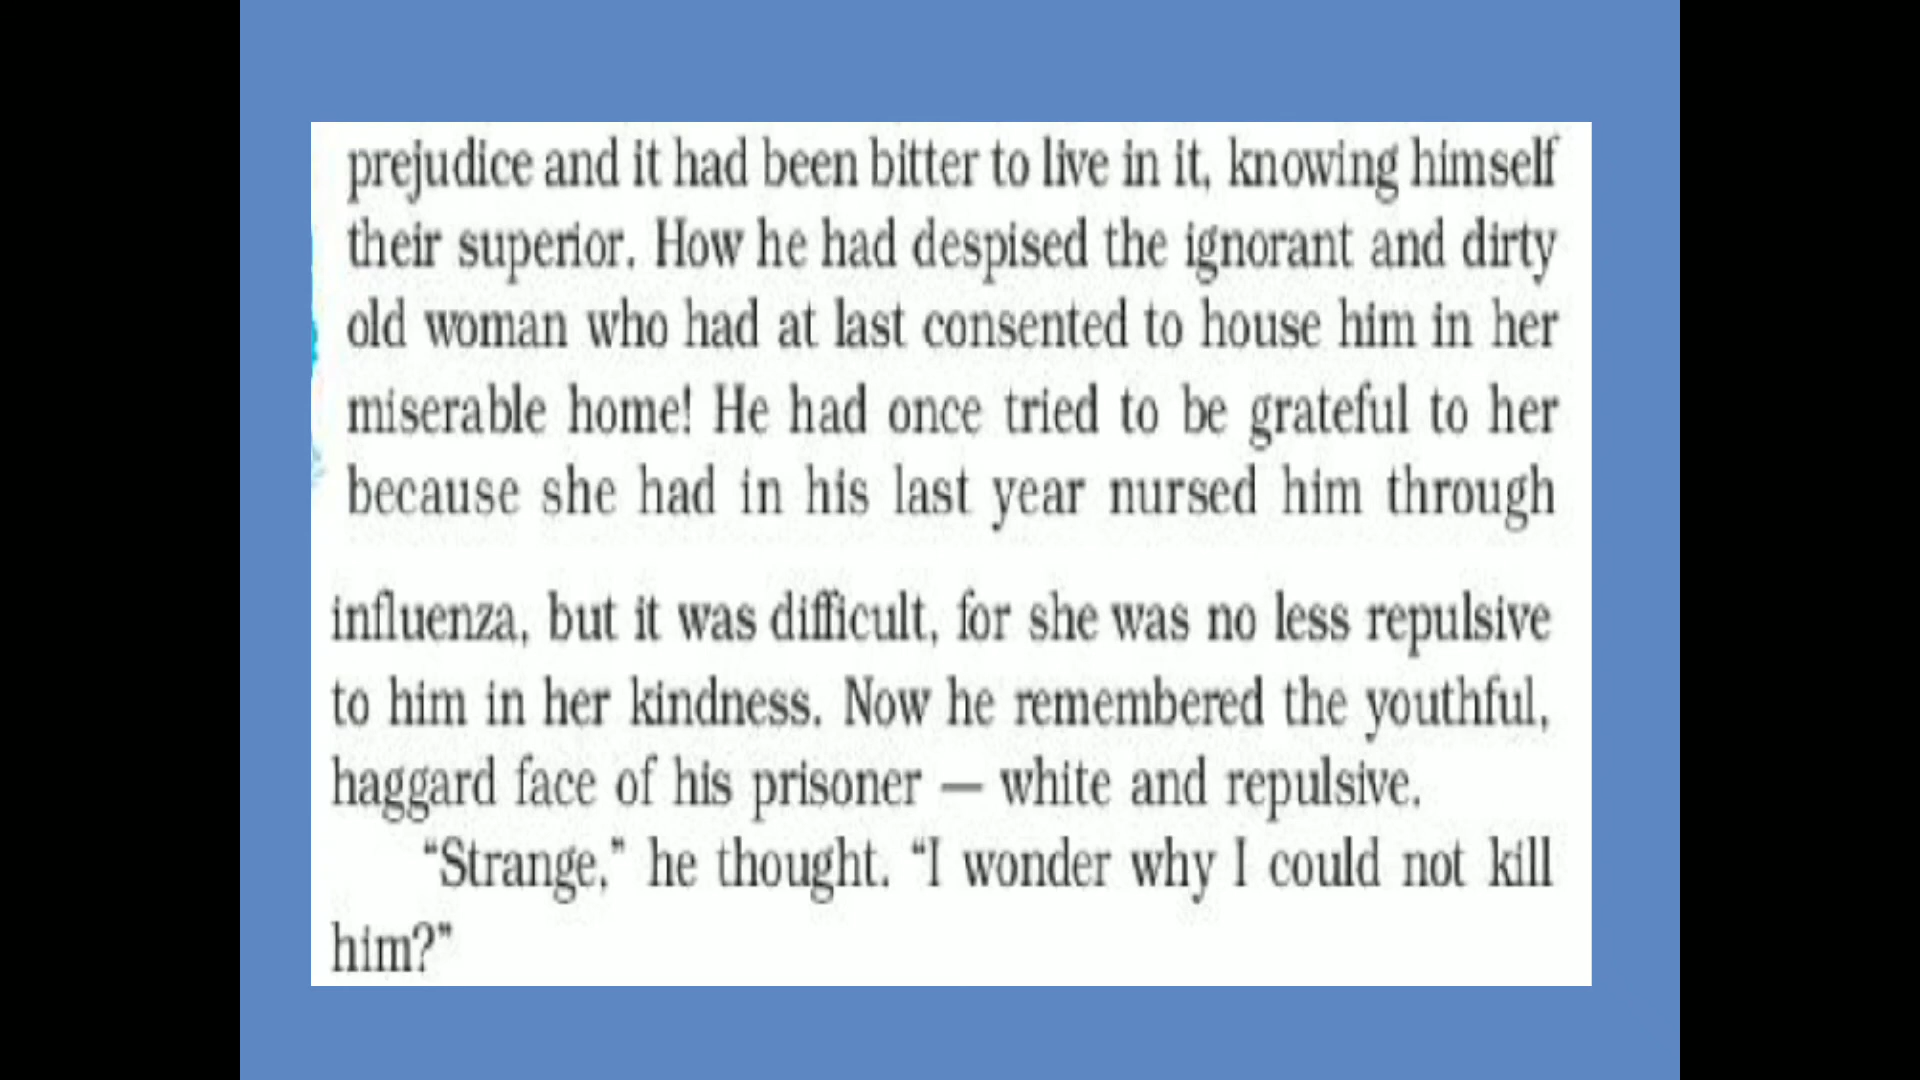 prejudice and it had been bitter to live in it, knowing himself
their superior. How he had despised the ignorant and dirty
old woman who had at last consented to house him in her
miserable home! He had once tried to be grateful to her
because she had in his last year nursed him through
influenza, but it was difficult, for she was no less repulsive
to him in her kindness. Now he remembered the youthful,
haggard face of his prisoner — white and repulsive.
“Strange,” he thought. “I wonder why I could not kill
him?”